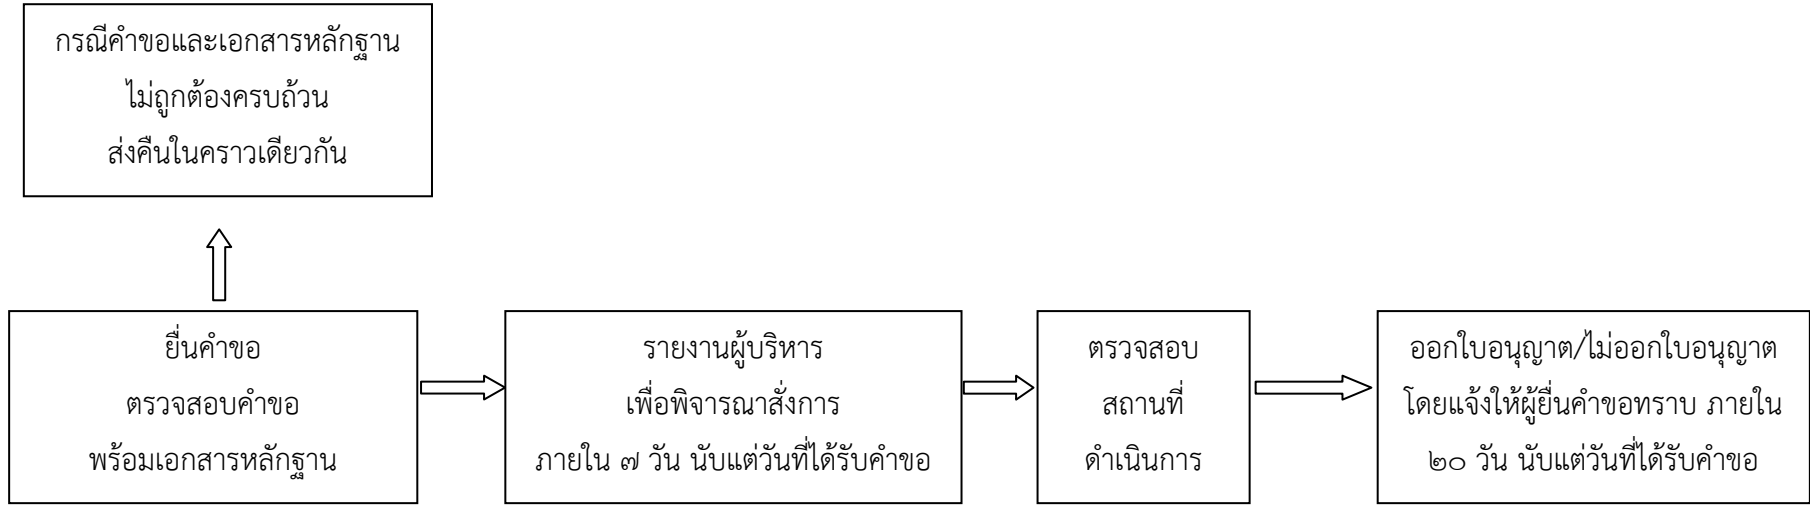 กรณีคำขอและเอกสารหลักฐาน
ไม่ถูกต้องครบถ้วน
ส่งคืนในคราวเดียวกัน
ยื่นคำขอ
ตรวจสอบคำขอ
พร้อมเอกสารหลักฐาน
รายงานผู้บริหาร
เพื่อพิจารณาสั่งการ
ภายใน ๗ วัน นับแต่วันที่ได้รับคำขอ
ตรวจสอบ
สถานที่
ดำเนินการ
ออกใบอนุญาต/ไม่ออกใบอนุญาต
โดยแจ้งให้ผู้ยื่นคำขอทราบ ภายใน
๒๐ วัน นับแต่วันที่ได้รับคำขอ